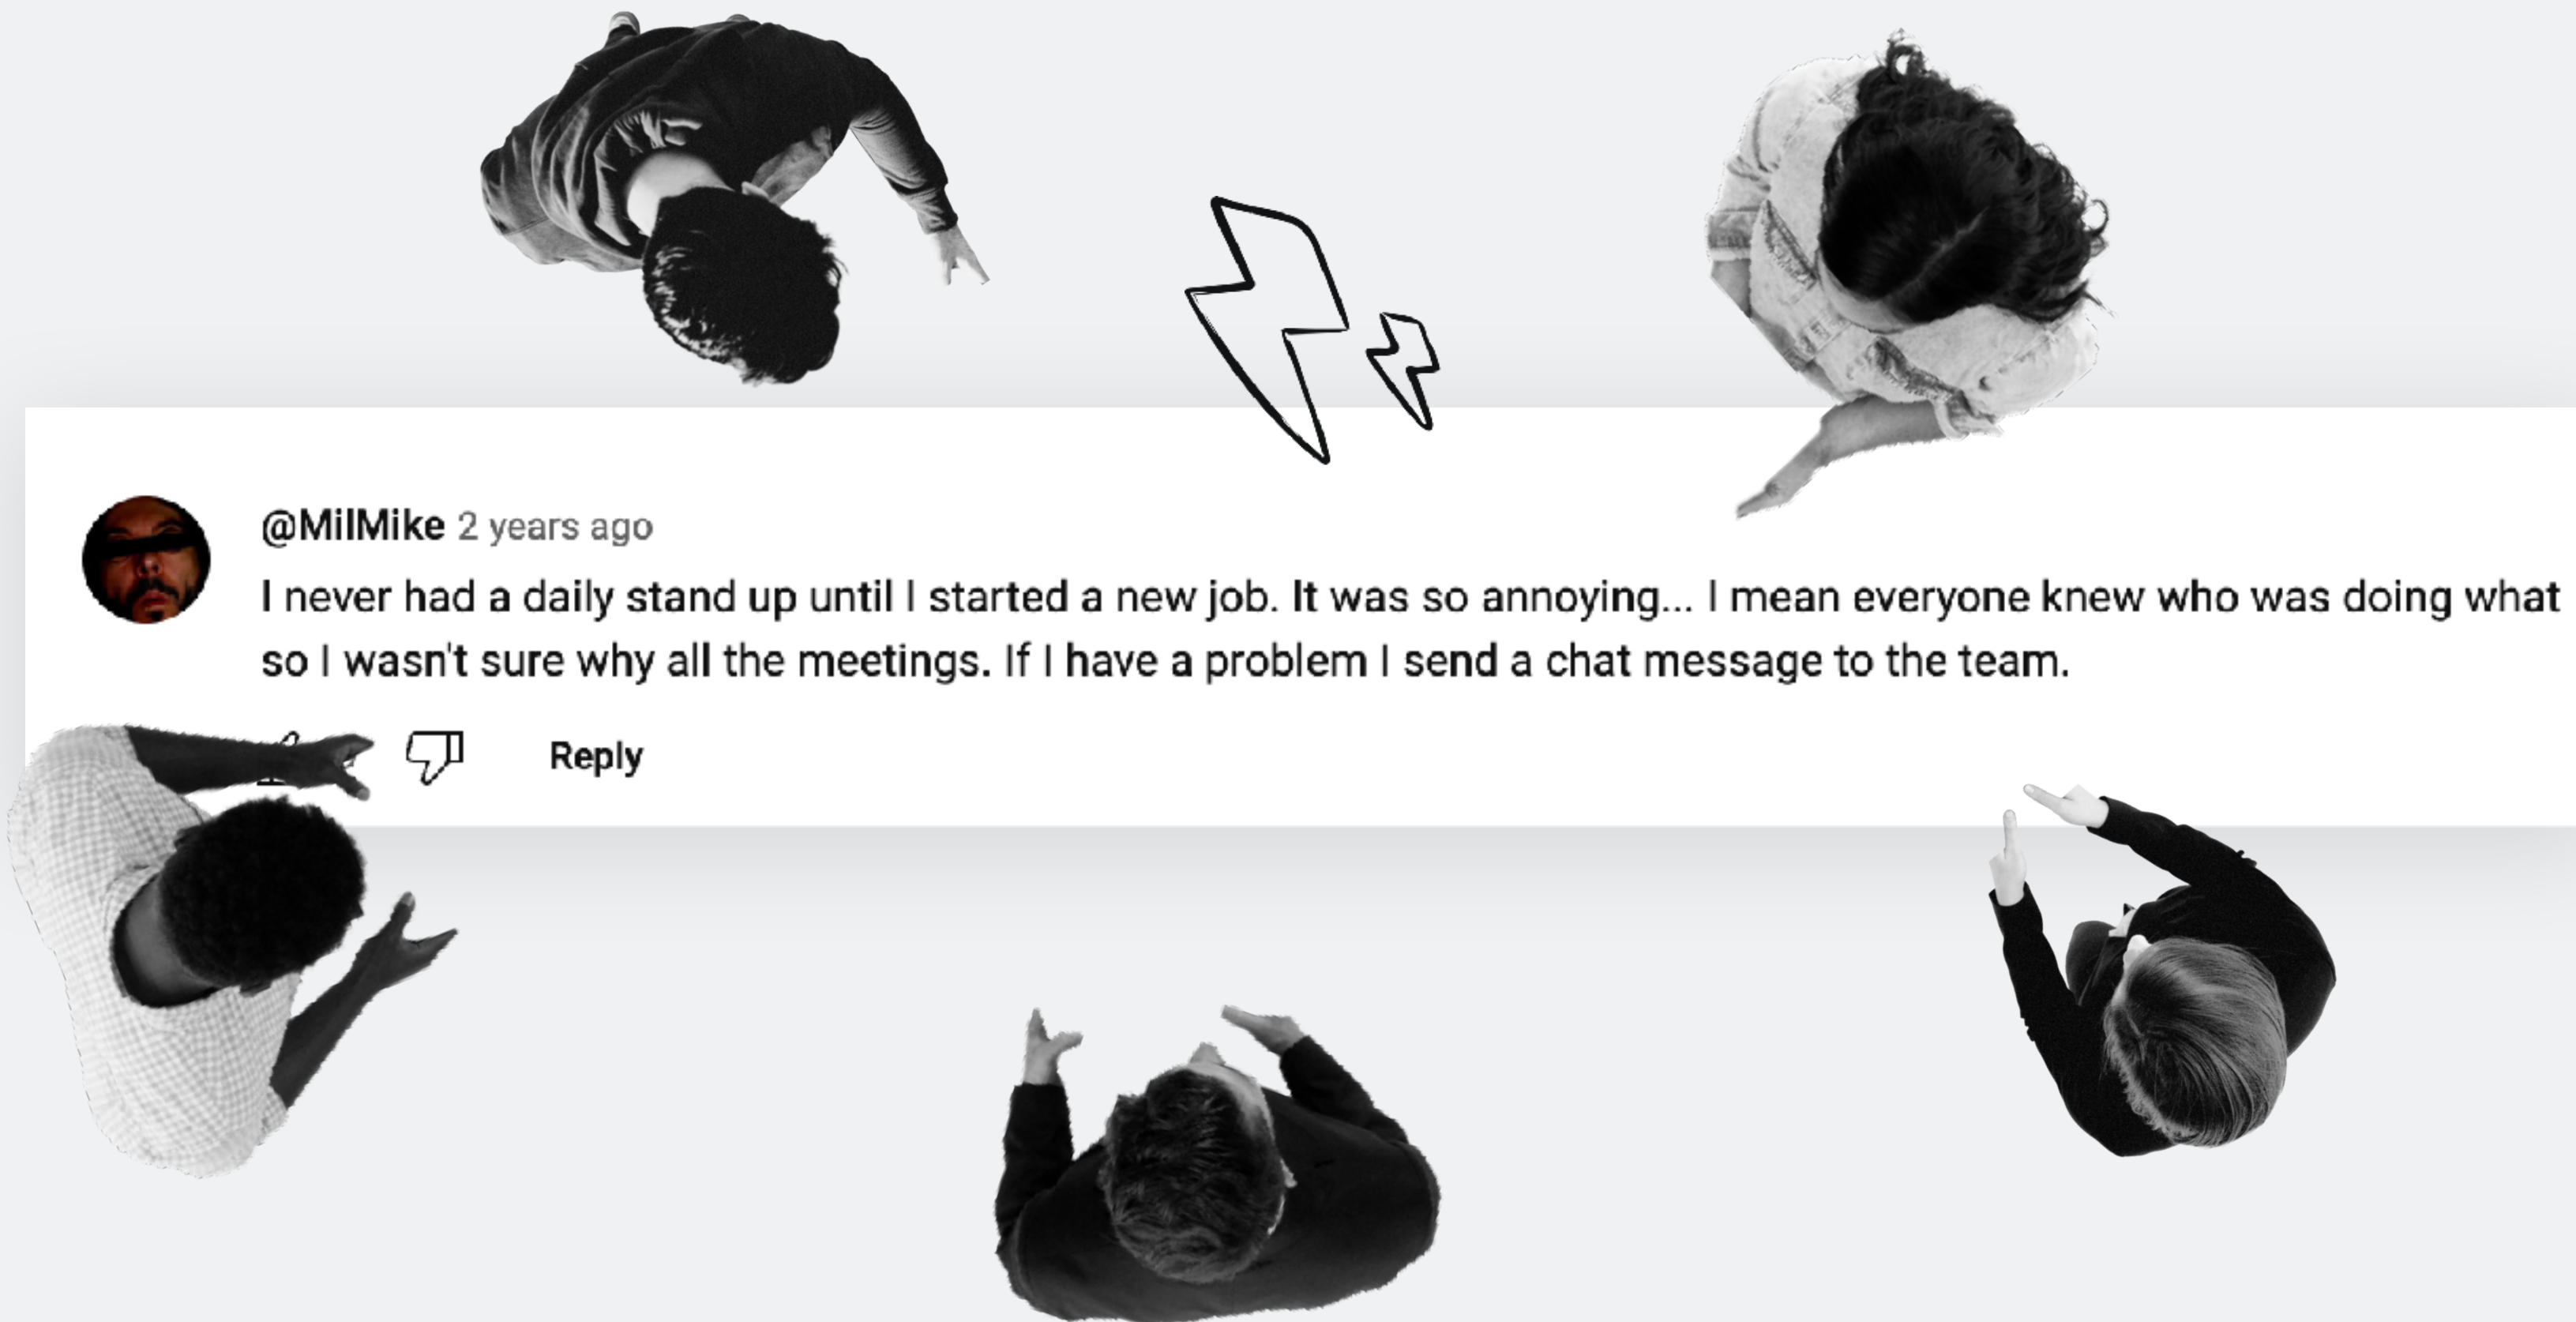 @MilMike 2 years ago
I never had a daily stand up until I started a new job. It was so annoying... I mean everyone knew who was doing what
so I wasn't sure why all the meetings. If I have a problem I send a chat message to the team.
Reply